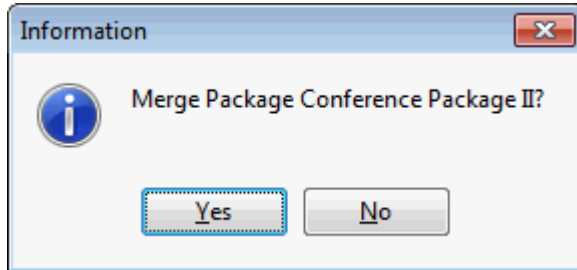 Information
Merge Package Conference Package II?
Yes No